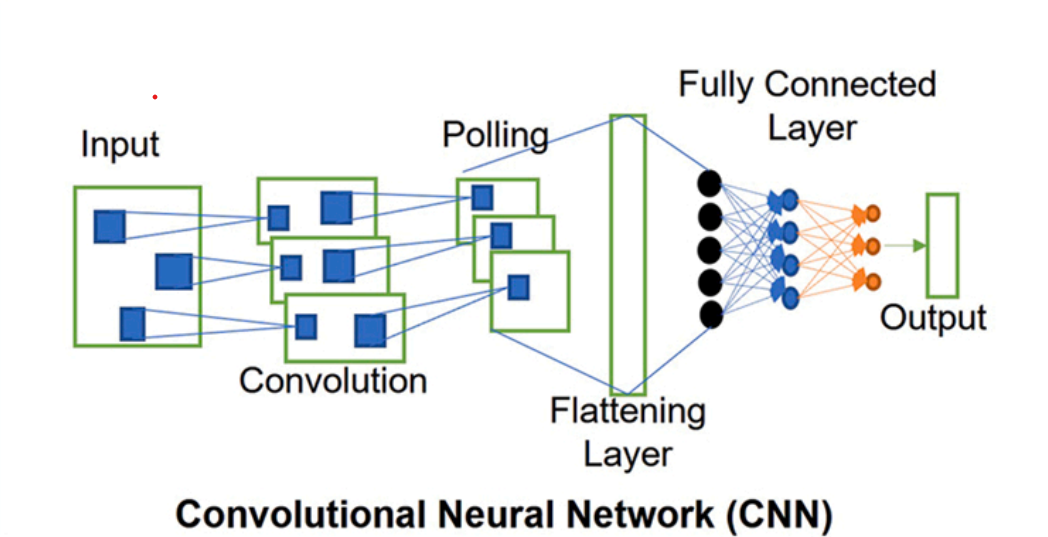 Input
Convolution
Polling
Flattening
Layer
Fully Connected
Layer
Output
Convolutional Neural Network (CNN)